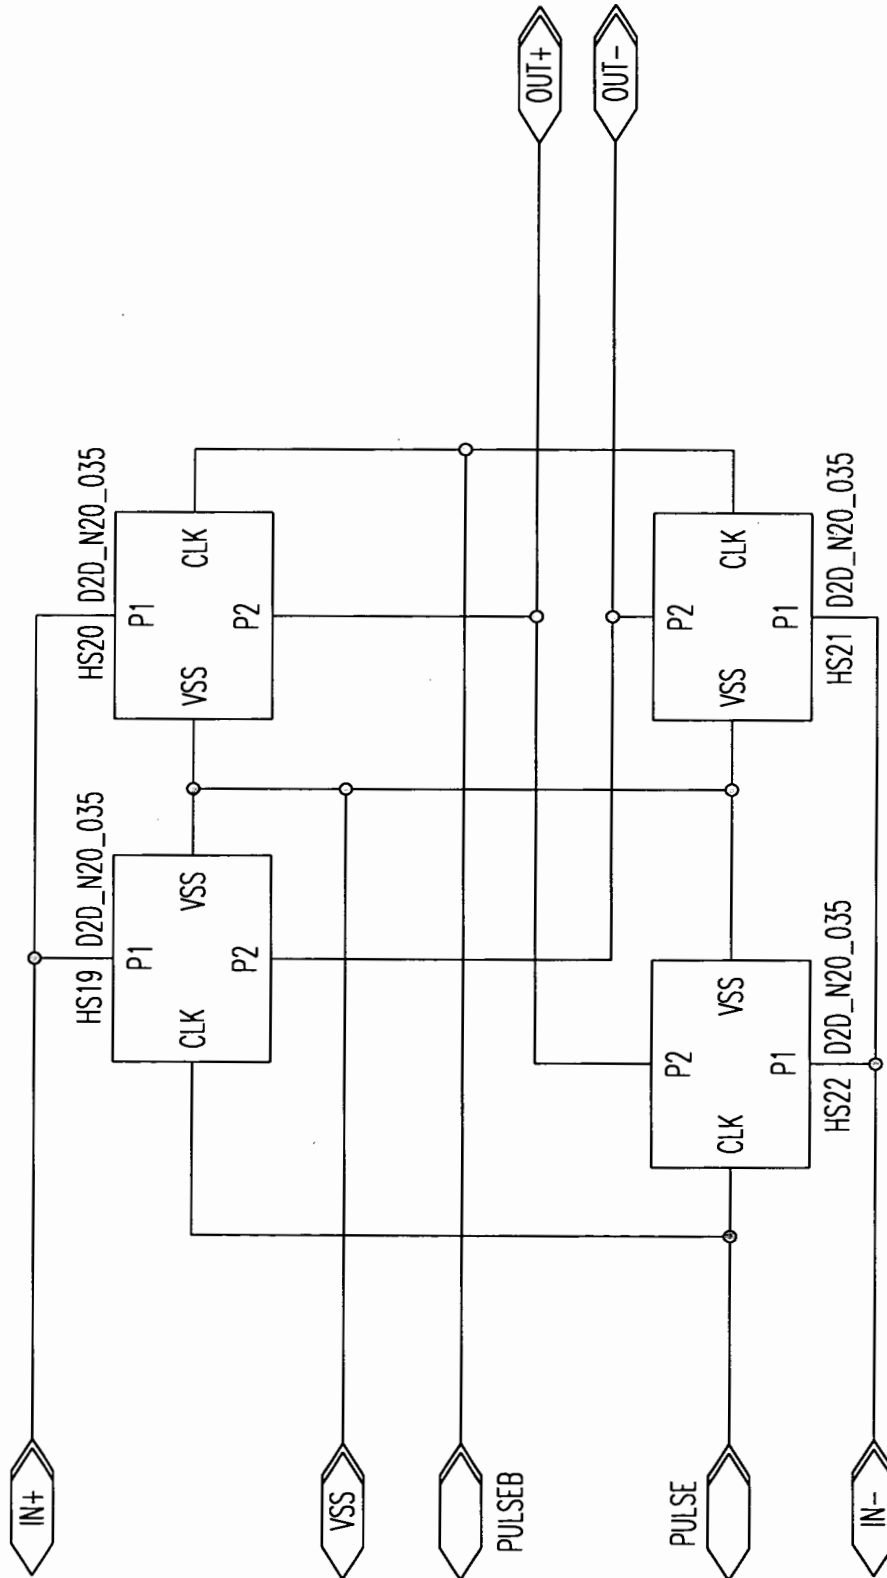 IN+
VSS
PULSEB
PULSE
IN-
HS19 D2D_N20_035
P1
CLK
VSS
P2
HS20 D2D_N20_035
P1
VSS
CLK
P2
P2
CLK
VSS
P1
HS22 D2D_N20_035
P2
VSS
CLK
P1
HS21 D2D_N20_035
OUT+
OUT-